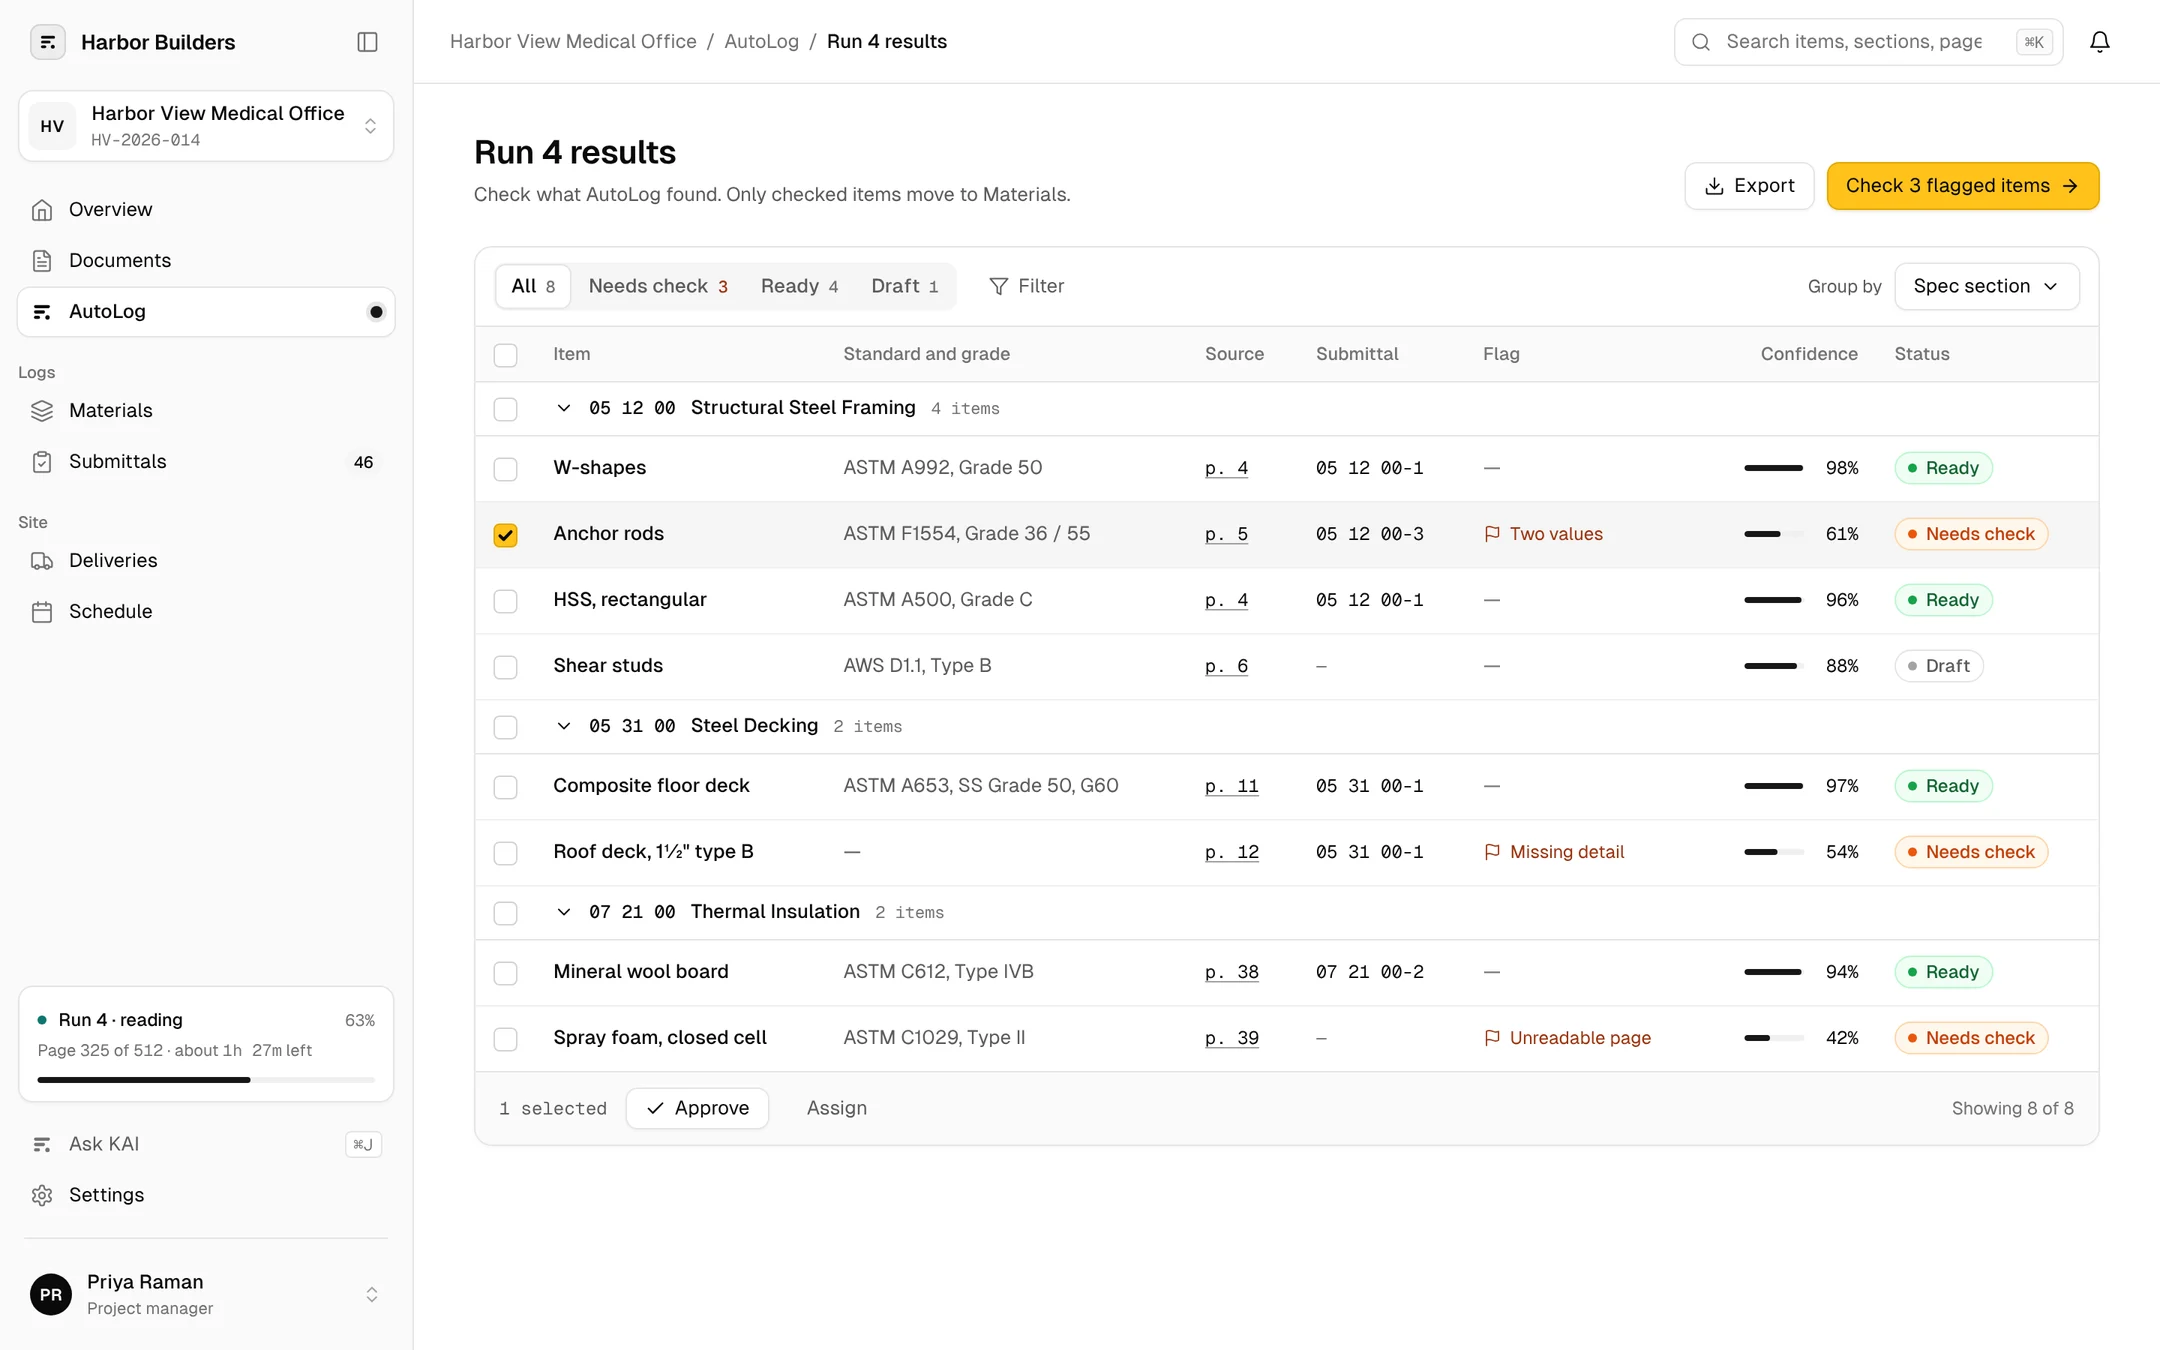 Harbor Builders
HV
Harbor View Medical Office
HV-2026-014
Overview
Documents
AutoLog
Logs
Materials
Submittals 46
Site
Deliveries
Schedule
Run 4 · reading 63%
Page 325 of 512 · about 1h 27m left
Ask KAI ⌘J
Settings
PR
Priya Raman
Project manager
Harbor View Medical Office / AutoLog / Run 4 results
Search items, sections, page ⌘K
Run 4 results
Check what AutoLog found. Only checked items move to Materials.
Export
Check 3 flagged items →
All 8 Needs check 3 Ready 4 Draft 1 Filter
Group by Spec section
Item Standard and grade Source Submittal Flag Confidence Status
05 12 00 Structural Steel Framing 4 items
W-shapes ASTM A992, Grade 50 p. 4 05 12 00-1 — 98% Ready
Anchor rods ASTM F1554, Grade 36 / 55 p. 5 05 12 00-3 Two values 61% Needs check
HSS, rectangular ASTM A500, Grade C p. 4 05 12 00-1 — 96% Ready
Shear studs AWS D1.1, Type B p. 6 – — 88% Draft
05 31 00 Steel Decking 2 items
Composite floor deck ASTM A653, SS Grade 50, G60 p. 11 05 31 00-1 — 97% Ready
Roof deck, 1½" type B — p. 12 05 31 00-1 Missing detail 54% Needs check
07 21 00 Thermal Insulation 2 items
Mineral wool board ASTM C612, Type IVB p. 38 07 21 00-2 — 94% Ready
Spray foam, closed cell ASTM C1029, Type II p. 39 – Unreadable page 42% Needs check
1 selected Approve Assign Showing 8 of 8